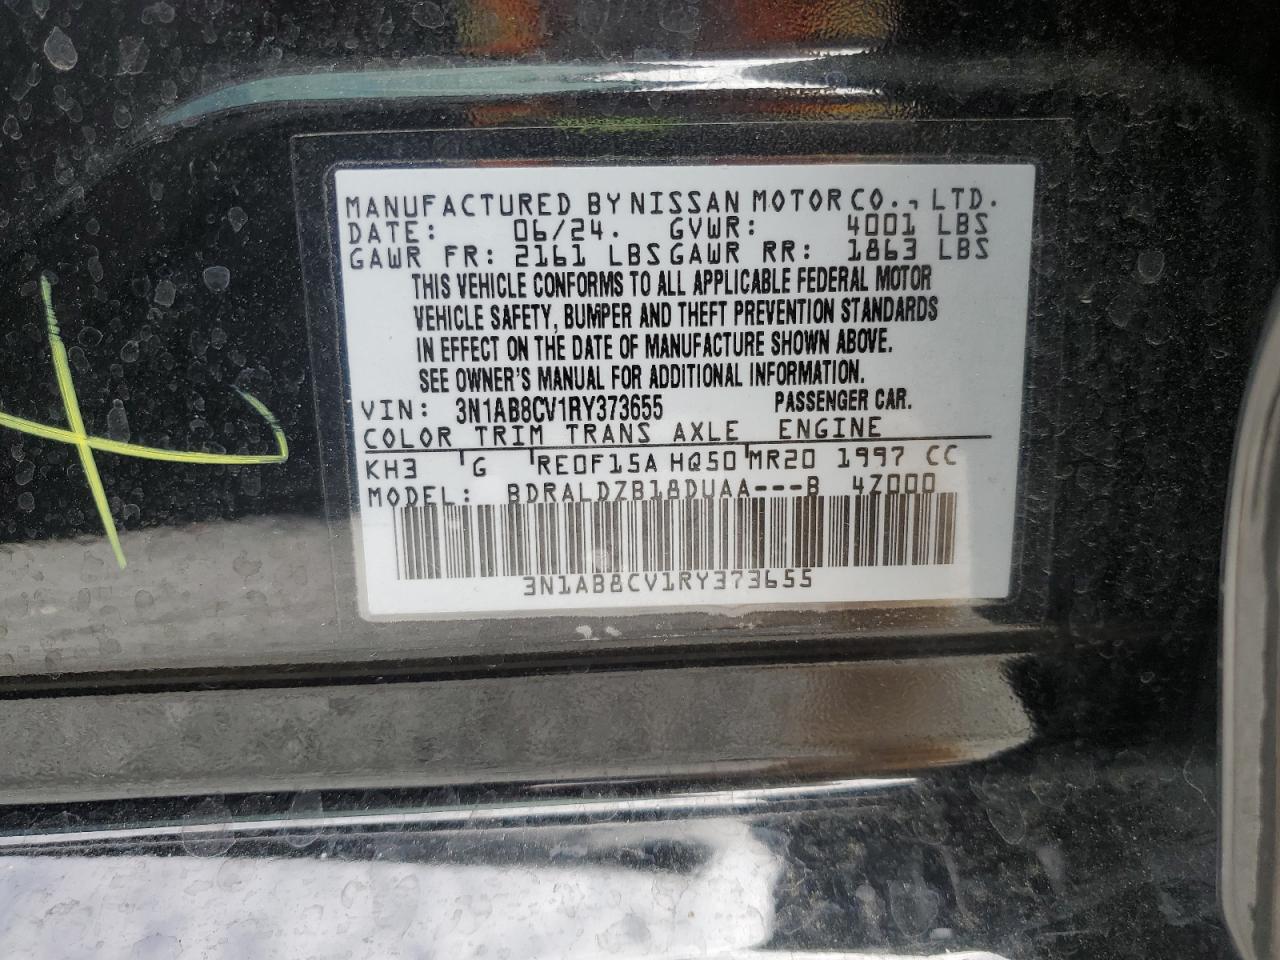 MANUFACTURED BY NISSAN MOTOR CO., LTD.
DATE: 06/24. GVWR: 4001 LBS
GAWR FR: 2161 LBS GAWR RR: 1863 LBS
THIS VEHICLE CONFORMS TO ALL APPLICABLE FEDERAL MOTOR
VEHICLE SAFETY, BUMPER AND THEFT PREVENTION STANDARDS
IN EFFECT ON THE DATE OF MANUFACTURE SHOWN ABOVE.
SEE OWNER'S MANUAL FOR ADDITIONAL INFORMATION.
VIN: 3N1AB8CV1RY373655 PASSENGER CAR.
COLOR TRIM TRANS AXLE ENGINE
KH3 G RE0F15A HQ50 MR20 1997 CC
MODEL: BDRALDZB18DUAA---B 4Z000
3N1AB8CV1RY373655